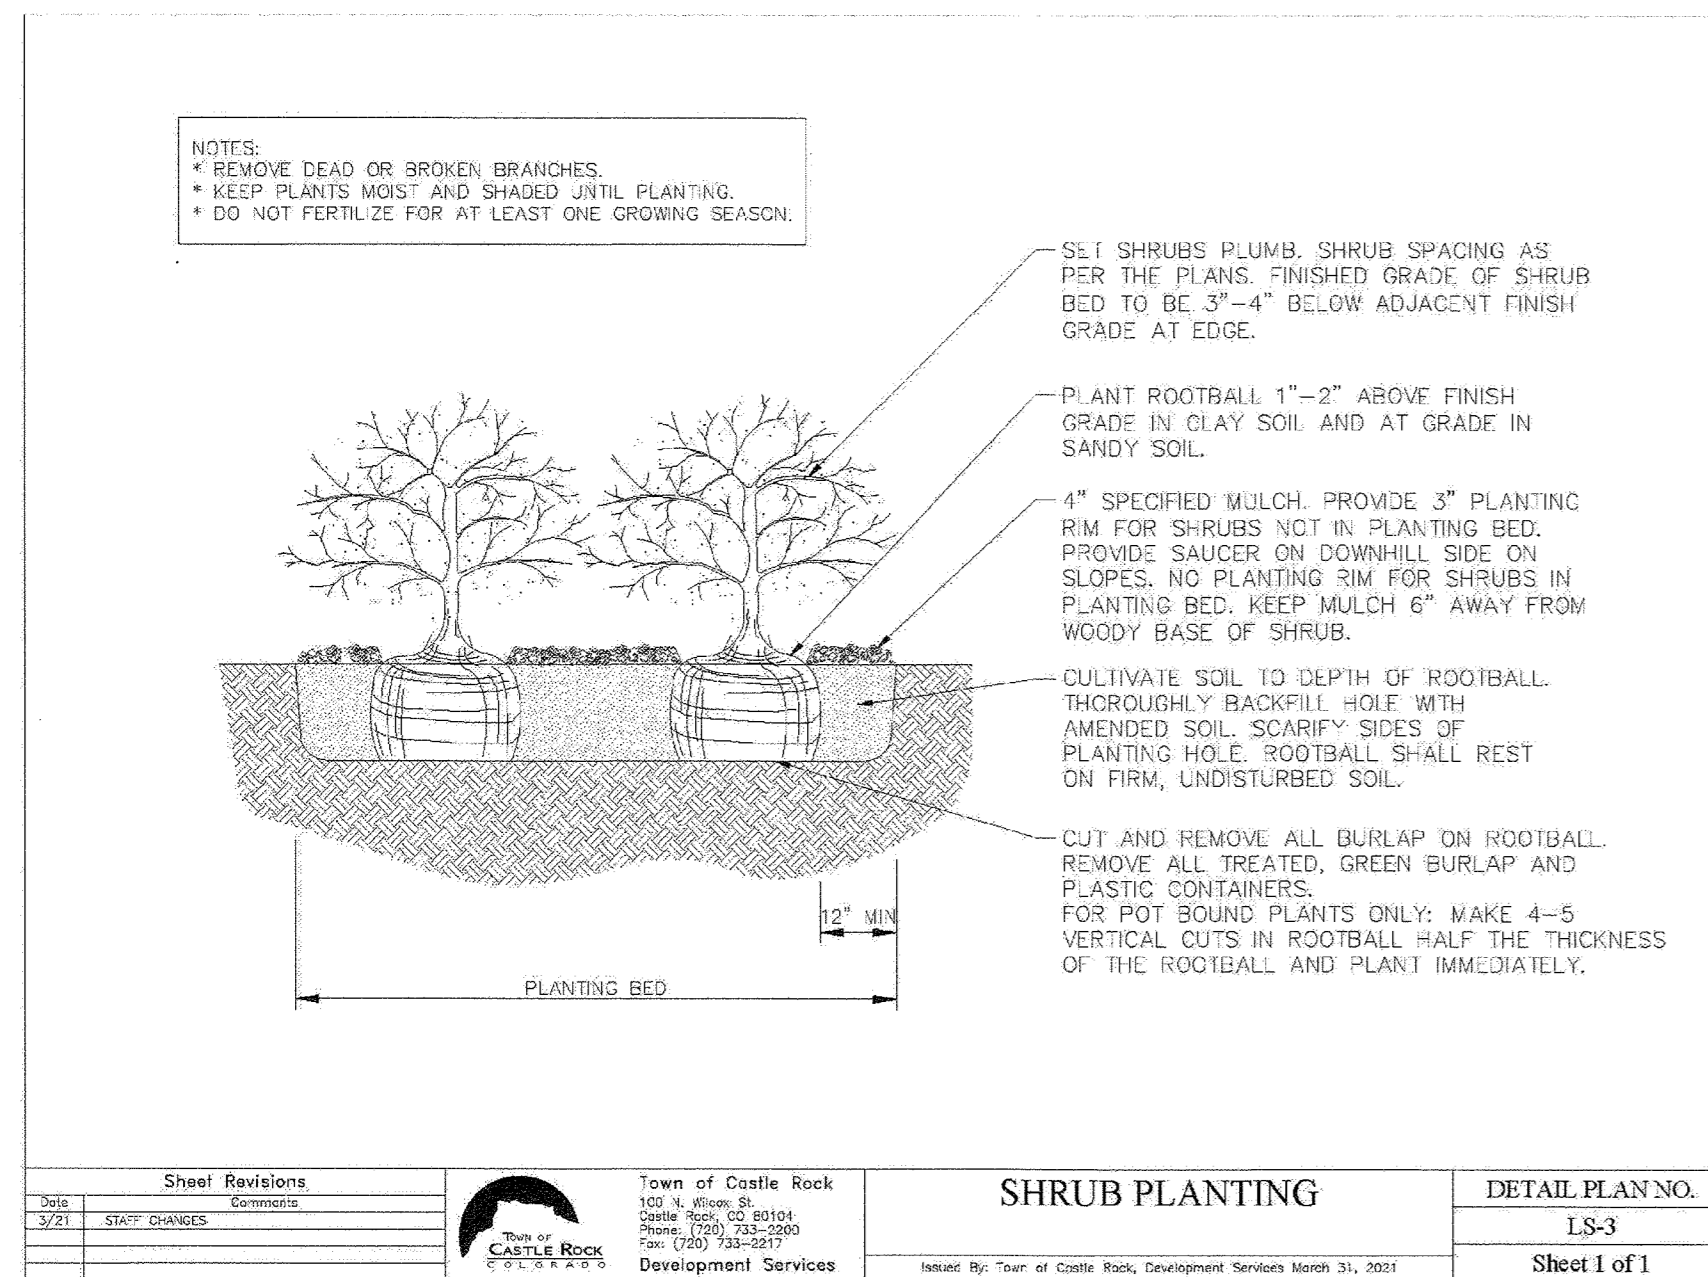 NOTES:
* REMOVE DEAD OR BROKEN BRANCHES.
* KEEP PLANTS MOIST AND SHADED UNTIL PLANTING.
* DO NOT FERTILIZE FOR AT LEAST ONE GROWING SEASON.
SET SHRUBS PLUMB. SHRUB SPACING AS
PER THE PLANS. FINISHED GRADE OF SHRUB
BED TO BE 3"-4" BELOW ADJACENT FINISH
GRADE AT EDGE.
PLANT ROOTBALL 1"-2" ABOVE FINISH
GRADE IN CLAY SOIL AND AT GRADE IN
SANDY SOIL.
4" SPECIFIED MULCH. PROVIDE 3" PLANTING
RIM FOR SHRUBS NOT IN PLANTING BED.
PROVIDE SAUCER ON DOWNHILL SIDE ON
SLOPES. NO PLANTING RIM FOR SHRUBS IN
PLANTING BED. KEEP MULCH 6" AWAY FROM
WOODY BASE OF SHRUB.
CULTIVATE SOIL TO DEPTH OF ROOTBALL.
THOROUGHLY BACKFILL HOLE WITH
AMENDED SOIL. SCARIFY SIDES OF
PLANTING HOLE. ROOTBALL SHALL REST
ON FIRM, UNDISTURBED SOIL.
CUT AND REMOVE ALL BURLAP ON ROOTBALL.
REMOVE ALL TREATED, GREEN BURLAP AND
PLASTIC CONTAINERS.
FOR POT BOUND PLANTS ONLY: MAKE 4-5
VERTICAL CUTS IN ROOTBALL HALF THE THICKNESS
OF THE ROOTBALL AND PLANT IMMEDIATELY.
12" MIN
PLANTING BED
Sheet Revisions
Date Comments
3/21 STAFF CHANGES
TOWN OF
CASTLE ROCK
COLORADO
Town of Castle Rock
100 N. Wilcox St.
Castle Rock, CO 80104
Phone: (720) 733-2200
Fax: (720) 733-2217
Development Services
SHRUB PLANTING
Issued By: Town of Castle Rock, Development Services March 31, 2021
DETAIL PLAN NO.
LS-3
Sheet 1 of 1